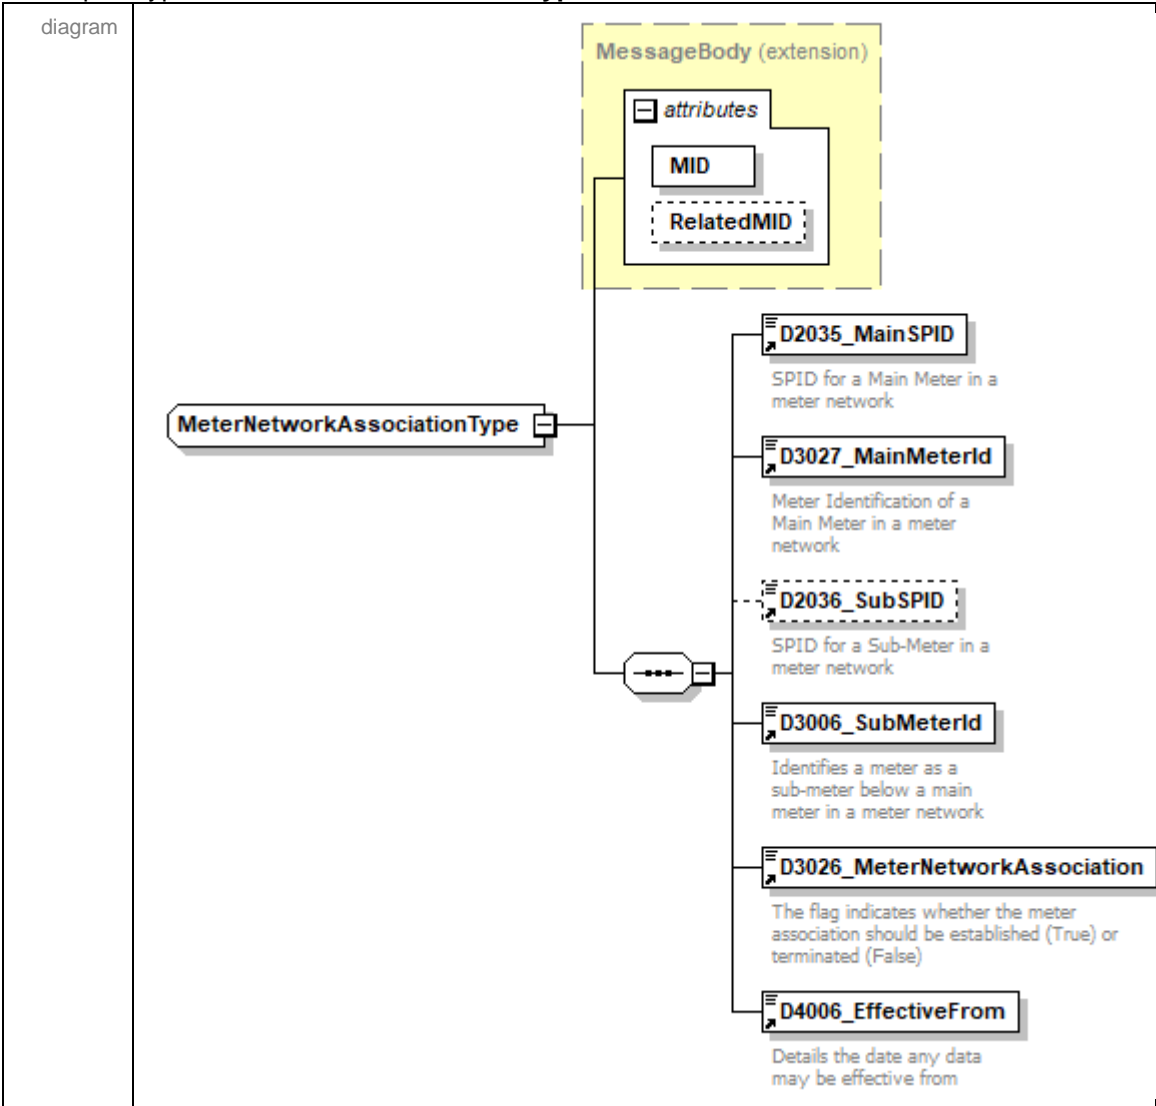 diagram
MessageBody (extension)
attributes
MID
RelatedMID
MeterNetworkAssociationType
D2035_MainSPID
SPID for a Main Meter in a
meter network
D3027_MainMeterId
Meter Identification of a
Main Meter in a meter
network
D2036_SubSPID
SPID for a Sub-Meter in a
meter network
D3006_SubMeterId
Identifies a meter as a
sub-meter below a main
meter in a meter network
D3026_MeterNetworkAssociation
The flag indicates whether the meter
association should be established (True) or
terminated (False)
D4006_EffectiveFrom
Details the date any data
may be effective from